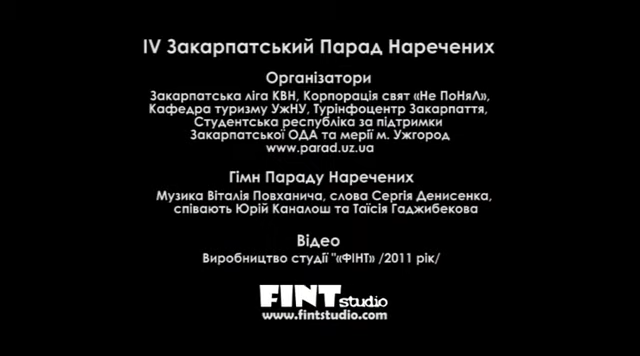 IV Закарпатський Парад Наречених
Організатори
Закарпатська ліга КВН, Корпорація свят «Не ПоНяЛ»,
Кафедра туризму УжНУ, Турінфоцентр Закарпаття,
Студентська республіка за підтримки
Закарпатської ОДА та мерії м. Ужгород
www.parad.uz.ua
Гімн Параду Наречених
Музика Віталія Повханича, слова Сергія Денисенка,
співають Юрій Каналош та Таїсія Гаджибекова
Відео
Виробництво студії "«ФІНТ» /2011 рік/
FINT studio
www.fintstudio.com